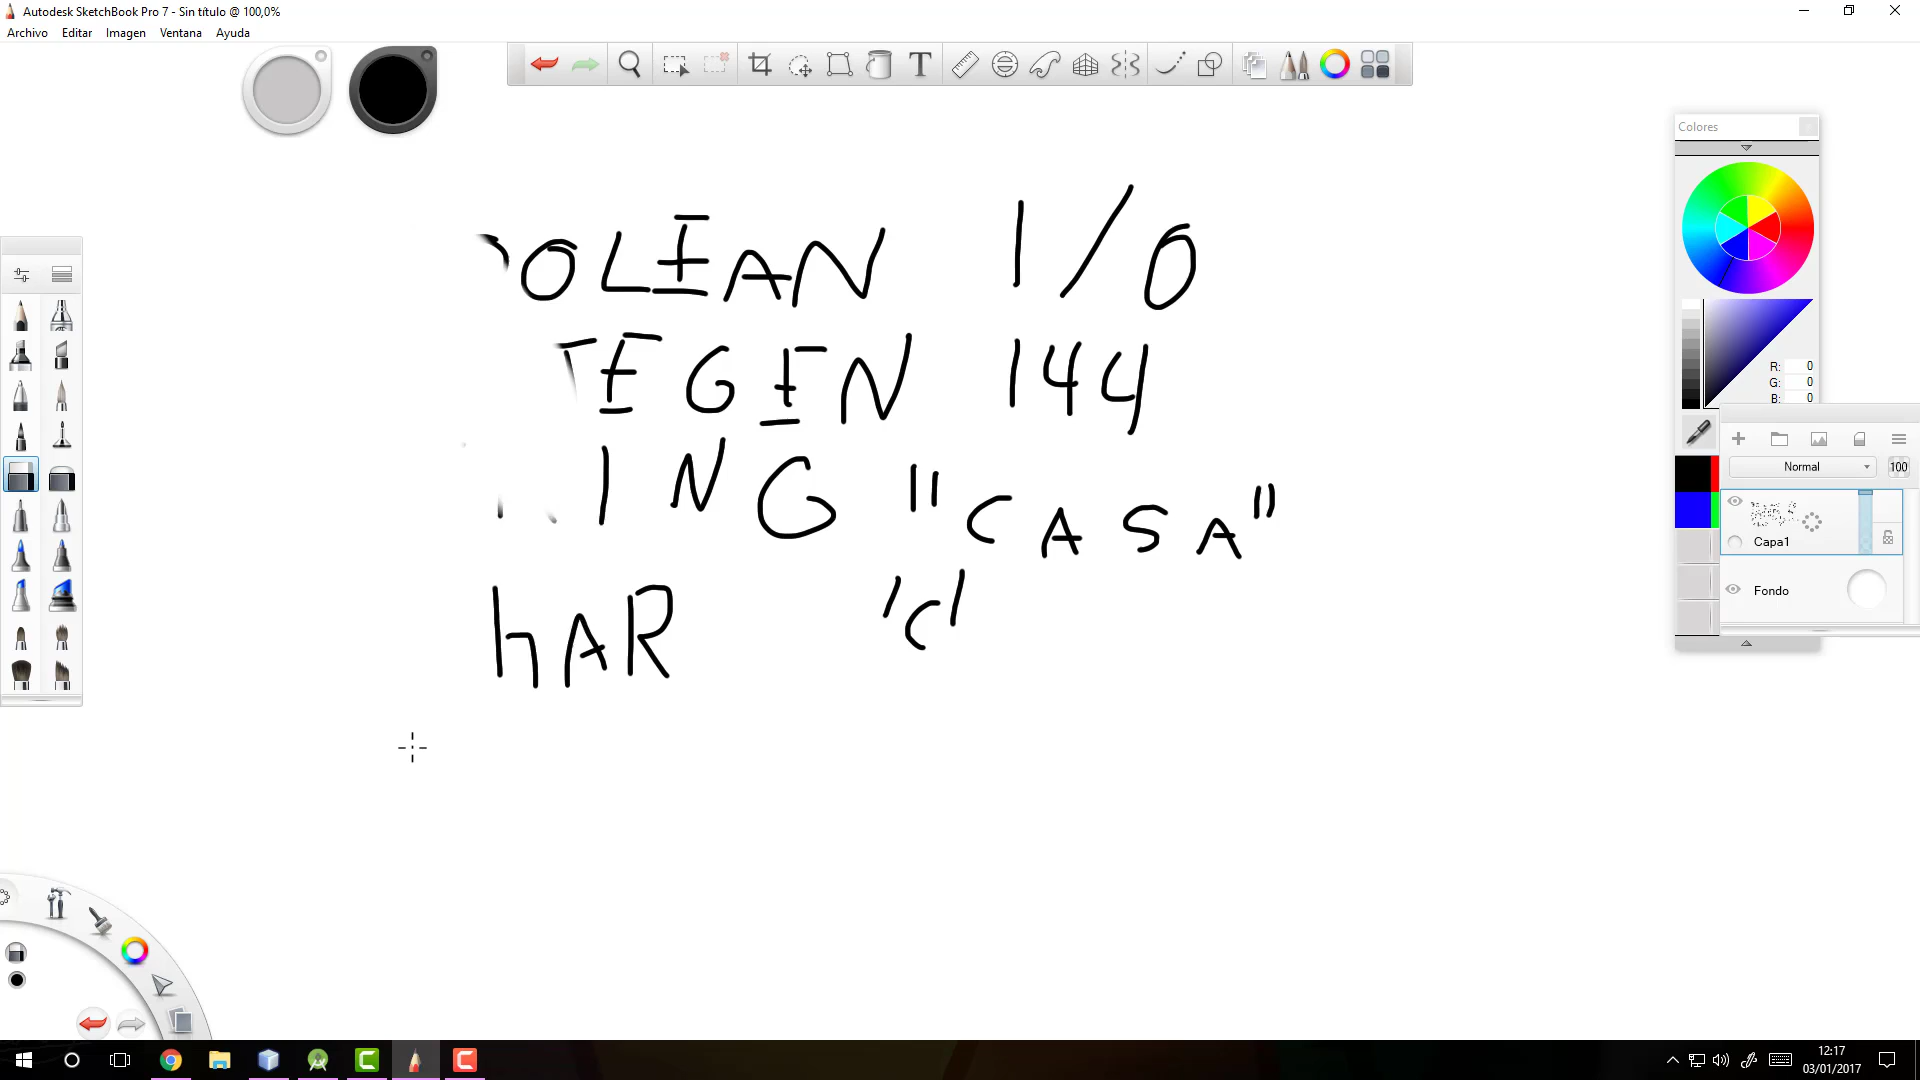 Autodesk SketchBook Pro 7 - Sin título @ 100,0%
Archivo Editar Imagen Ventana Ayuda
T
Colores
OLEAN 1/0
TEGEN 144
ING "CASA"
hAR 'c'
R: 0
G: 0
B: 0
Normal 100
Capa1
Fondo
12:17
03/01/2017